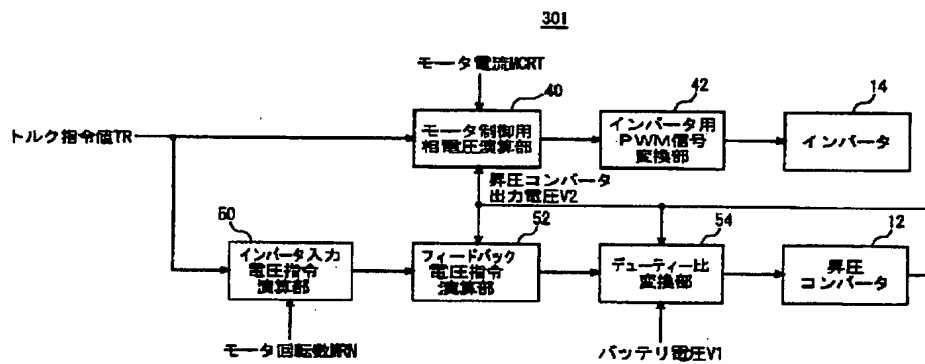 301
モータ電流MCRT
40
42
14
トルク指令値TR
モータ制御用
相電圧演算部
インバータ用
PWM信号
変換部
インバータ
昇圧コンバータ
出力電圧V2
50
52
54
12
インバータ入力
電圧指令
演算部
フィードバック
電圧指令
演算部
デューティー比
変換部
昇圧
コンバータ
モータ回転数MRN
バッテリ電圧V1